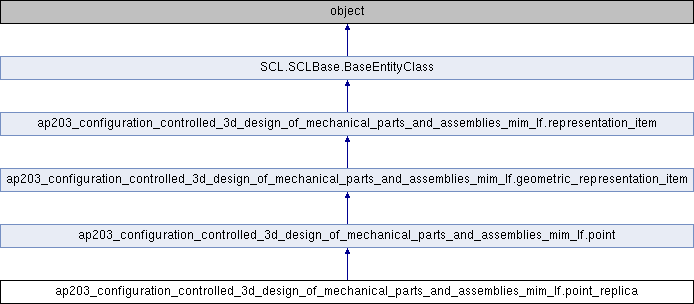 object
SCL.SCLBase.BaseEntityClass
ap203_configuration_controlled_3d_design_of_mechanical_parts_and_assemblies_mim_lf.representation_item
ap203_configuration_controlled_3d_design_of_mechanical_parts_and_assemblies_mim_lf.geometric_representation_item
ap203_configuration_controlled_3d_design_of_mechanical_parts_and_assemblies_mim_lf.point
ap203_configuration_controlled_3d_design_of_mechanical_parts_and_assemblies_mim_lf.point_replica